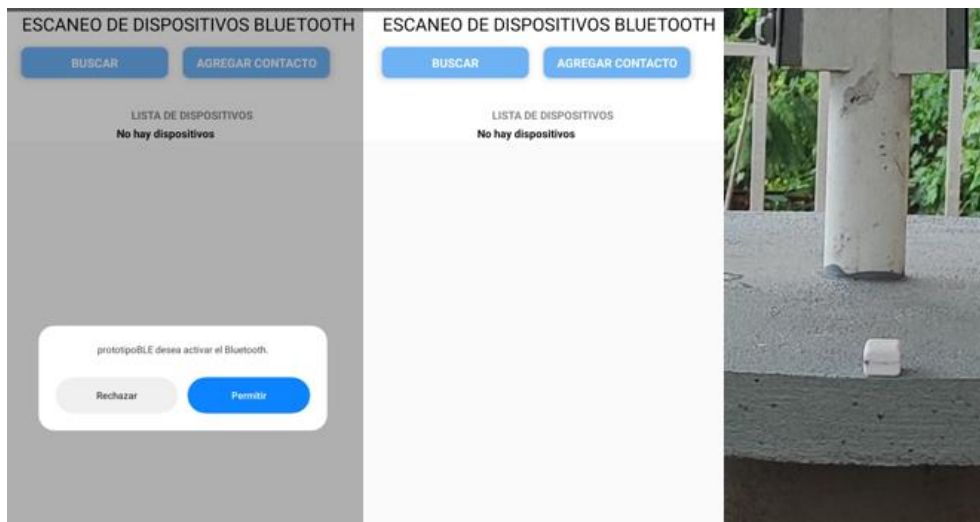 ESCANEO DE DISPOSITIVOS BLUETOOTH
BUSCAR
AGREGAR CONTACTO
LISTA DE DISPOSITIVOS
No hay dispositivos
prototipoBLE desea activar el Bluetooth.
Rechazar
Permitir
ESCANEO DE DISPOSITIVOS BLUETOOTH
BUSCAR
AGREGAR CONTACTO
LISTA DE DISPOSITIVOS
No hay dispositivos